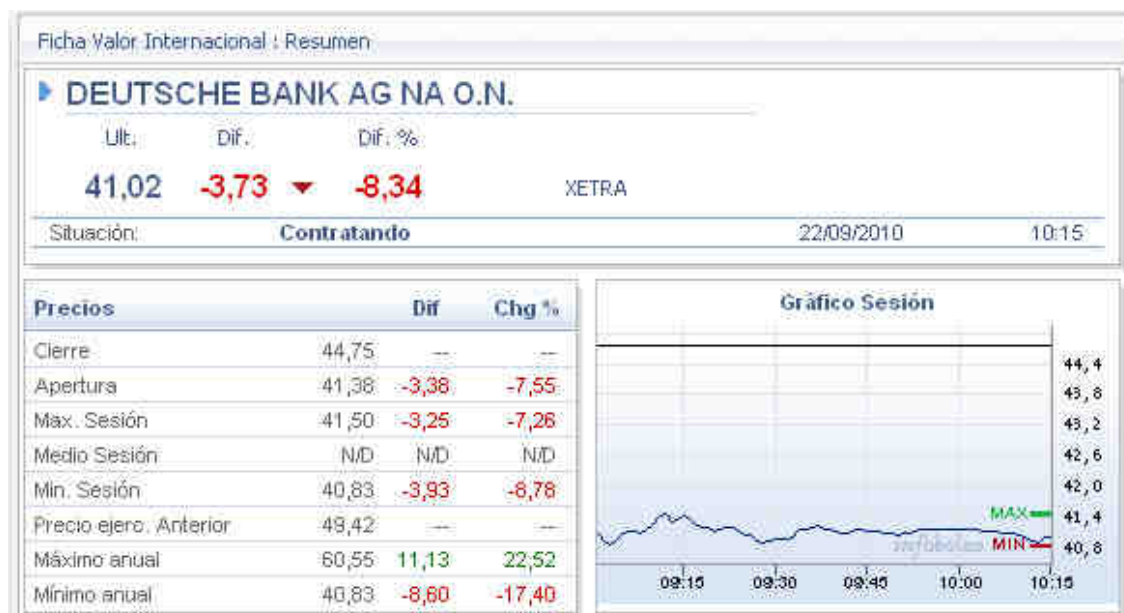 Ficha Valor Internacional : Resumen
DEUTSCHE BANK AG NA O.N.
Ult. Dif. Dif. %
41,02 -3,73 -8,34 XETRA
Situación: Contratando 22/09/2010 10:15
Precios Dif Chg %
Cierre 44,75 -- --
Apertura 41,38 -3,38 -7,55
Max. Sesión 41,50 -3,25 -7,26
Medio Sesión N/D N/D N/D
Min. Sesión 40,83 -3,93 -8,78
Precio ejerc. Anterior 49,42 -- --
Máximo anual 60,55 11,13 22,52
Mínimo anual 40,83 -8,60 -17,40
Gráfico Sesión
44,4
43,8
43,2
42,6
42,0
MAX 41,4
infobolsa MIN 40,8
09:15 09:30 09:45 10:00 10:15